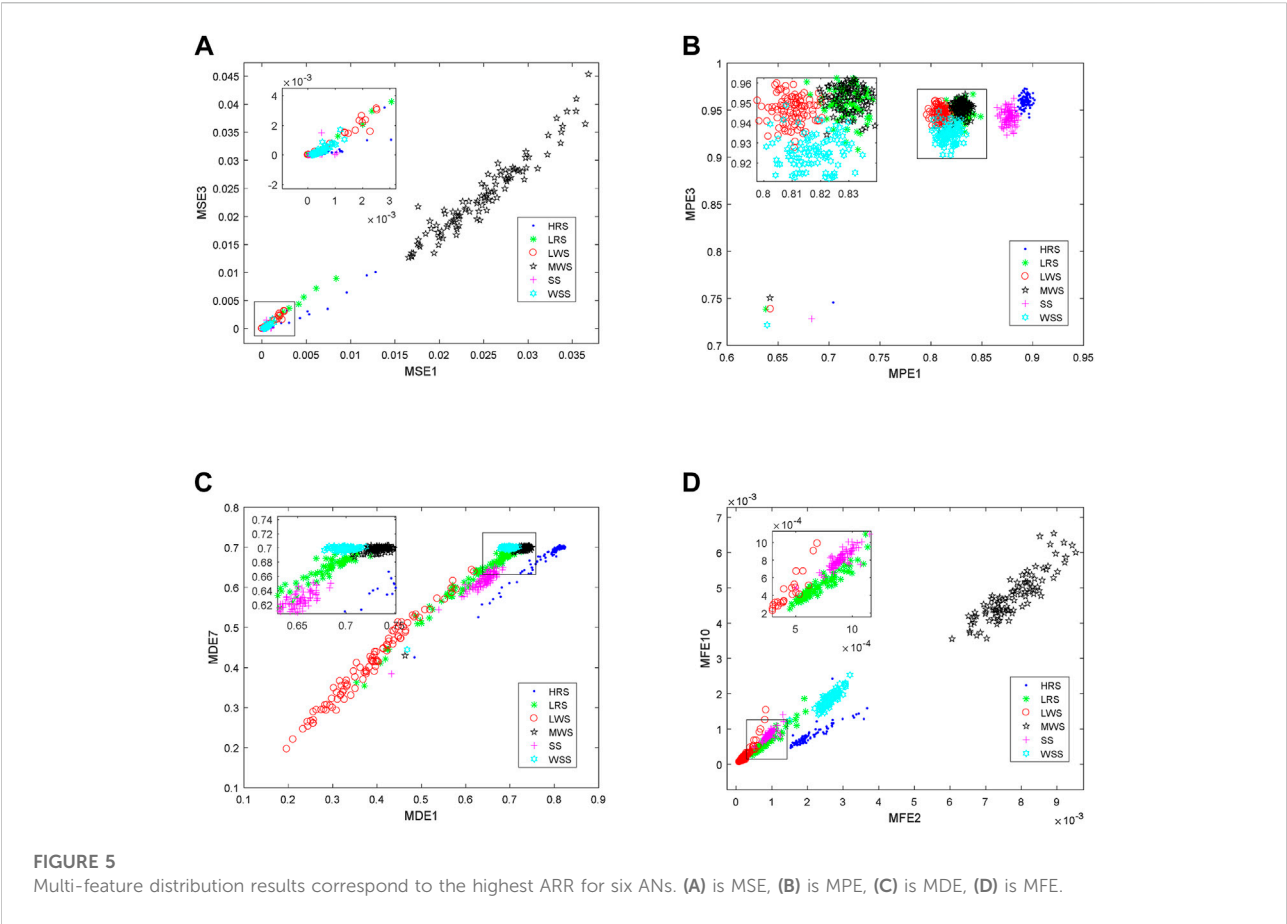 A
×10⁻³
4
2
0
-2
0
1
2
3
×10⁻³
0.045
0.04
0.035
0.03
0.025
0.02
0.015
0.01
0.005
0
MSE3
HRS
LRS
LWS
MWS
SS
WSS
0
0.005
0.01
0.015
0.02
0.025
0.03
0.035
MSE1
B
0.96
0.95
0.94
0.93
0.92
0.8
0.81
0.82
0.83
1
0.95
0.9
0.85
0.8
0.75
0.7
MPE3
HRS
LRS
LWS
MWS
SS
WSS
0.6
0.65
0.7
0.75
0.8
0.85
0.9
0.95
MPE1
C
0.74
0.72
0.7
0.68
0.66
0.64
0.62
0.65
0.7
0.75
0.8
0.7
0.6
0.5
0.4
0.3
0.2
0.1
MDE7
HRS
LRS
LWS
MWS
SS
WSS
0.1
0.2
0.3
0.4
0.5
0.6
0.7
0.8
0.9
MDE1
D
×10⁻³
×10⁻⁴
10
8
6
4
2
5
10
×10⁻⁴
7
6
5
4
3
2
1
0
MFE10
HRS
LRS
LWS
MWS
SS
WSS
0
1
2
3
4
5
6
7
8
9
MFE2
×10⁻³
FIGURE 5
Multi-feature distribution results correspond to the highest ARR for six ANs. (A) is MSE, (B) is MPE, (C) is MDE, (D) is MFE.